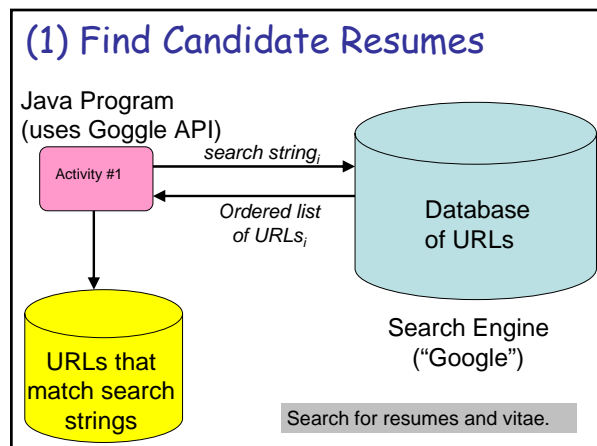 (1) Find Candidate Resumes
Java Program
(uses Goggle API)
Activity #1
search stringᵢ
Ordered list
of URLsᵢ
Database
of URLs
URLs that
match search
strings
Search Engine
(“Google”)
Search for resumes and vitae.